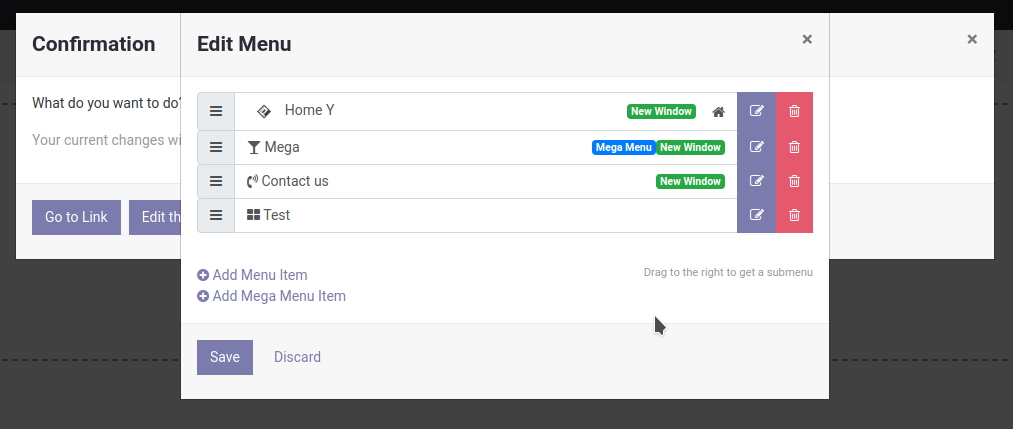 Confirmation
×
What do you want to do?
Your current changes wi
Go to Link
Edit th
Edit Menu
×
Home Y
New Window
Mega
Mega Menu
New Window
Contact us
New Window
Test
Add Menu Item
Drag to the right to get a submenu
Add Mega Menu Item
Save
Discard